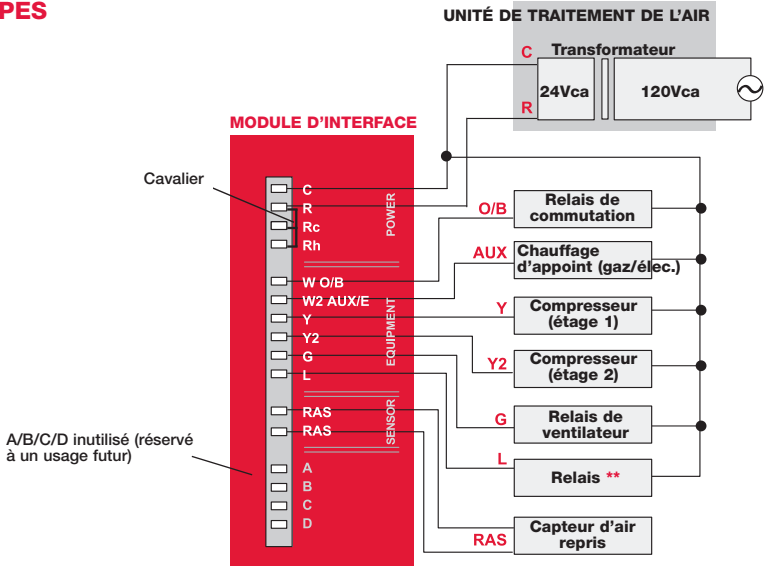 PES
UNITÉ DE TRAITEMENT DE L'AIR
C
Transformateur
24Vca
120Vca
R
MODULE D'INTERFACE
Cavalier
C
R
Rc
Rh
POWER
W O/B
W2 AUX/E
Y
Y2
G
L
EQUIPMENT
RAS
RAS
SENSOR
A
B
C
D
A/B/C/D inutilisé (réservé
à un usage futur)
O/B
Relais de
commutation
AUX
Chauffage
d'appoint (gaz/élec.)
Y
Compresseur
(étage 1)
Y2
Compresseur
(étage 2)
G
Relais de
ventilateur
L
Relais **
RAS
Capteur d'air
repris